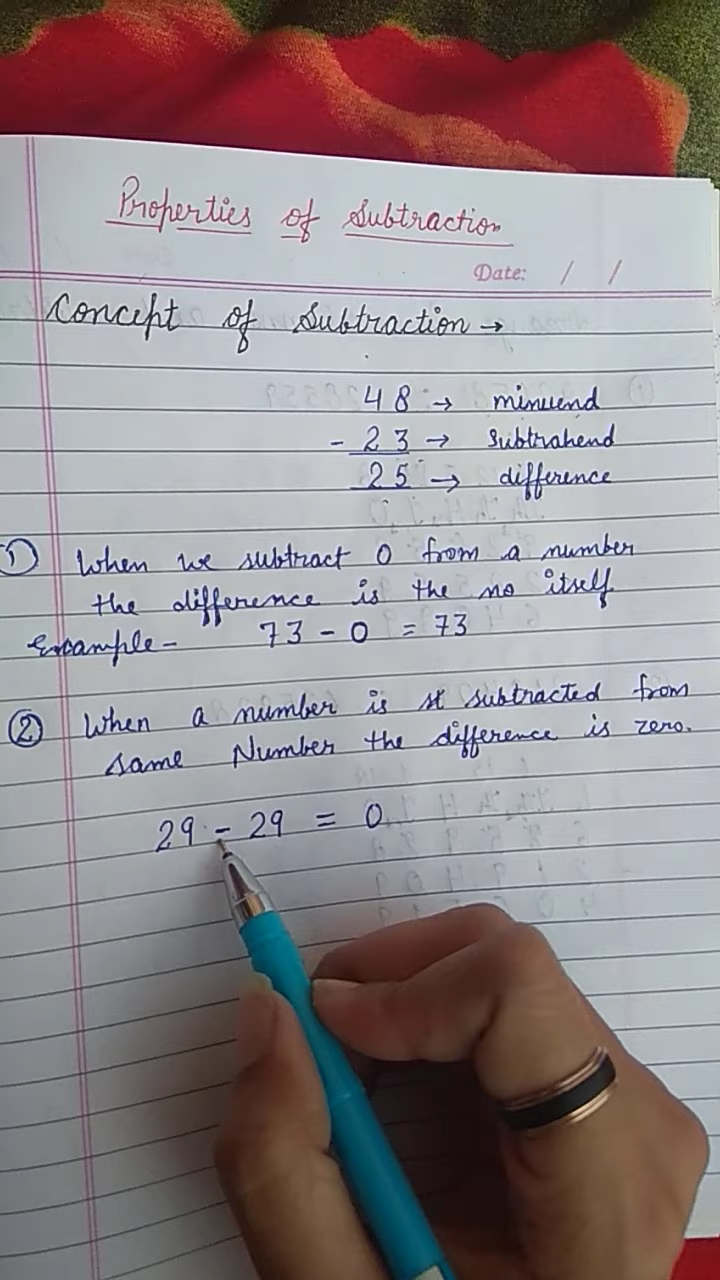 Properties of Subtraction
Date: / /
Concept of Subtraction →
48 → minuend
- 23 → Subtrahend
25 → difference
1 When we subtract 0 from a number
the difference is the no itself
Example- 73 - 0 = 73
2 When a number is st subtracted from
same Number the difference is zero.
29 - 29 = 0